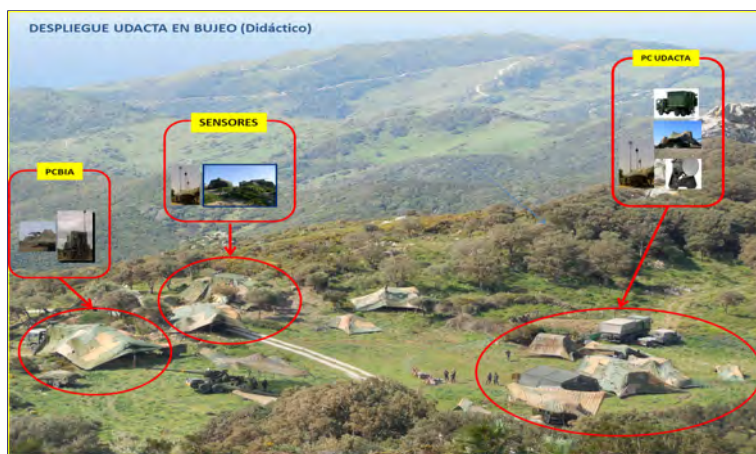 DESPLIEGUE UDACTA EN BUJEO (Didáctico)
PC UDACTA
SENSORES
PCBIA